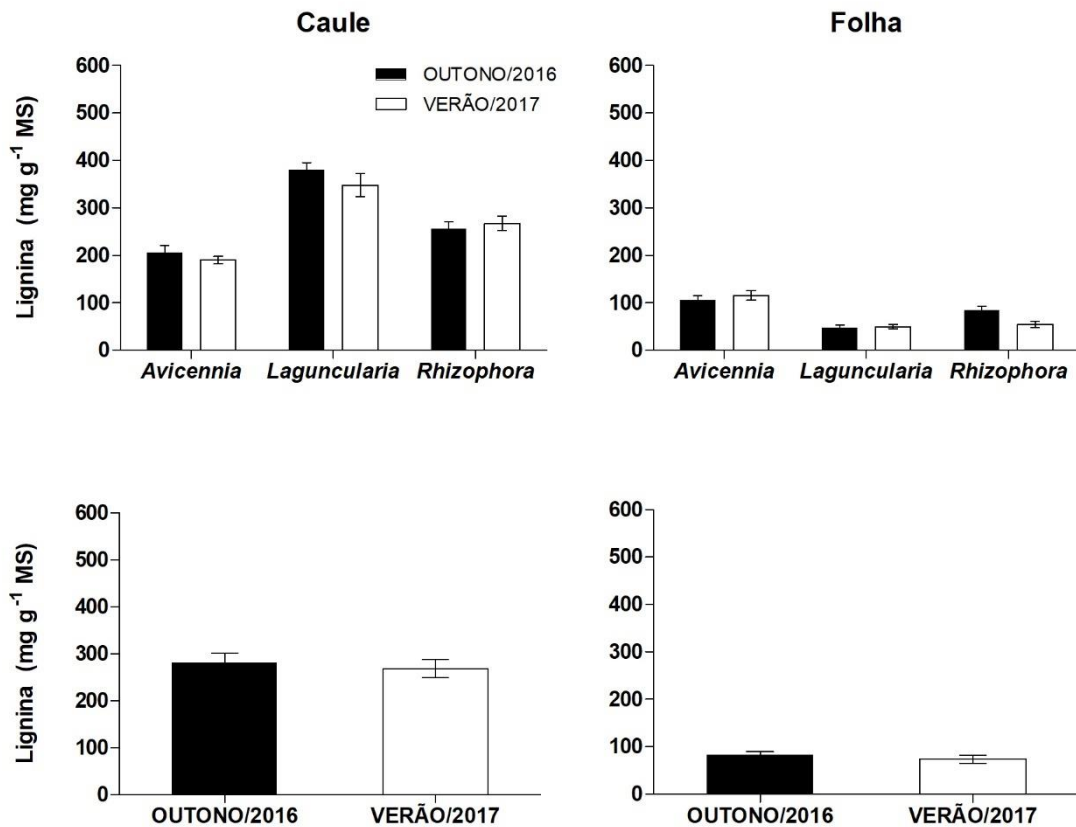 Caule
Folha
Lignina (mg g⁻¹ MS)
600
500
400
300
200
100
0
OUTONO/2016
VERÃO/2017
Avicennia Laguncularia Rhizophora
600
500
400
300
200
100
0
Avicennia Laguncularia Rhizophora
Lignina (mg g⁻¹ MS)
600
500
400
300
200
100
0
OUTONO/2016 VERÃO/2017
600
500
400
300
200
100
0
OUTONO/2016 VERÃO/2017